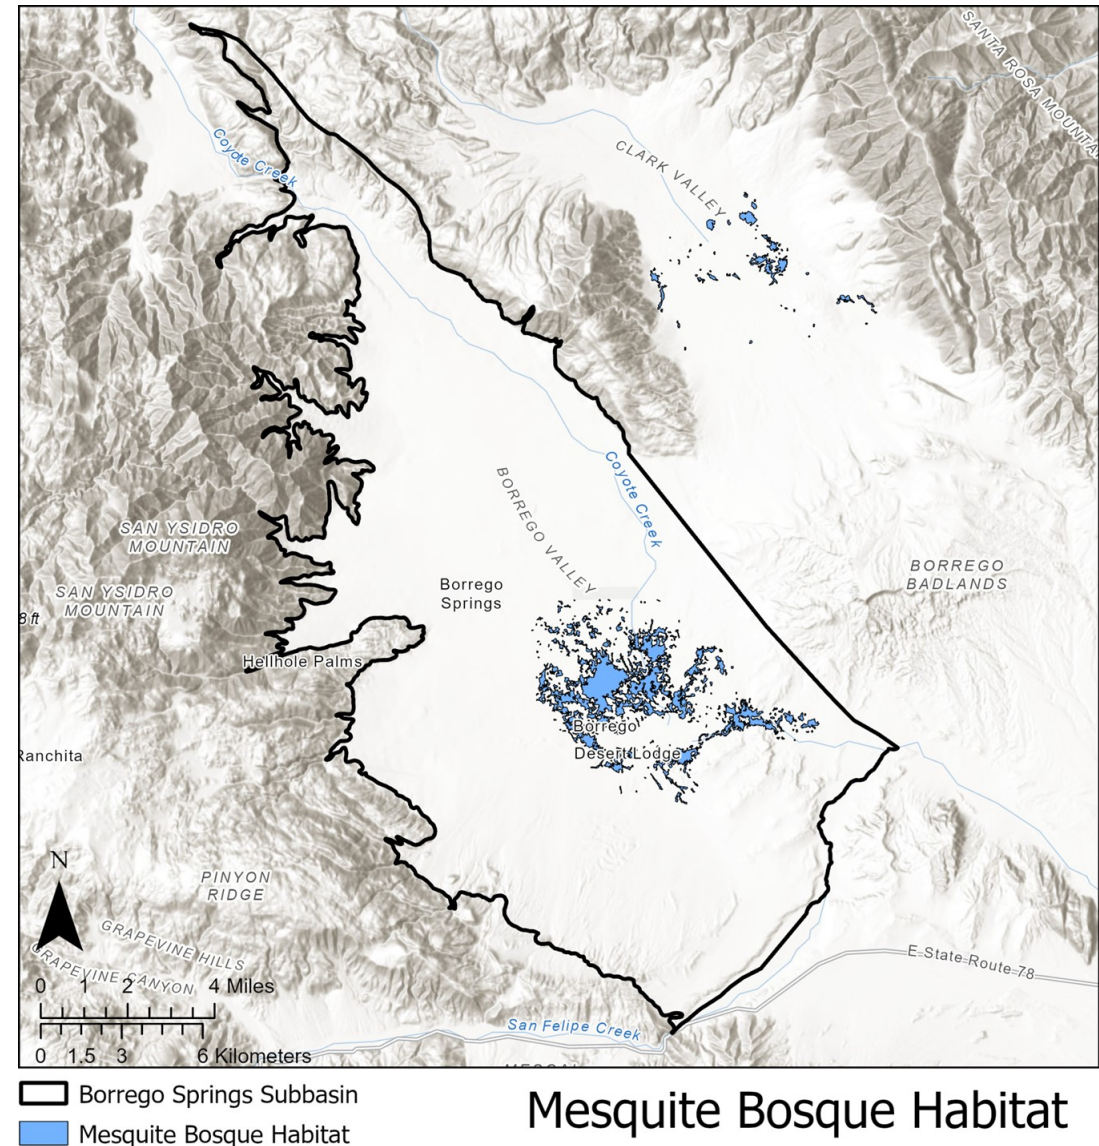 SANTA ROSA MOUNTA
CLARK VALLEY
Coyote Creek
Coyote Creek
BORREGO VALLEY
SAN YSIDRO
MOUNTAIN
SAN YSIDRO
MOUNTAIN
8 ft
Borrego
Springs
BORREGO
BADLANDS
Hellhole Palms
Borrego
Desert Lodge
Ranchita
N
PINYON
RIDGE
GRAPEVINE HILLS
GRAPEVINE CANYON
E State Route 78
San Felipe Creek
0 1 2 4 Miles
0 1.5 3 6 Kilometers
Borrego Springs Subbasin
Mesquite Bosque Habitat
Mesquite Bosque Habitat